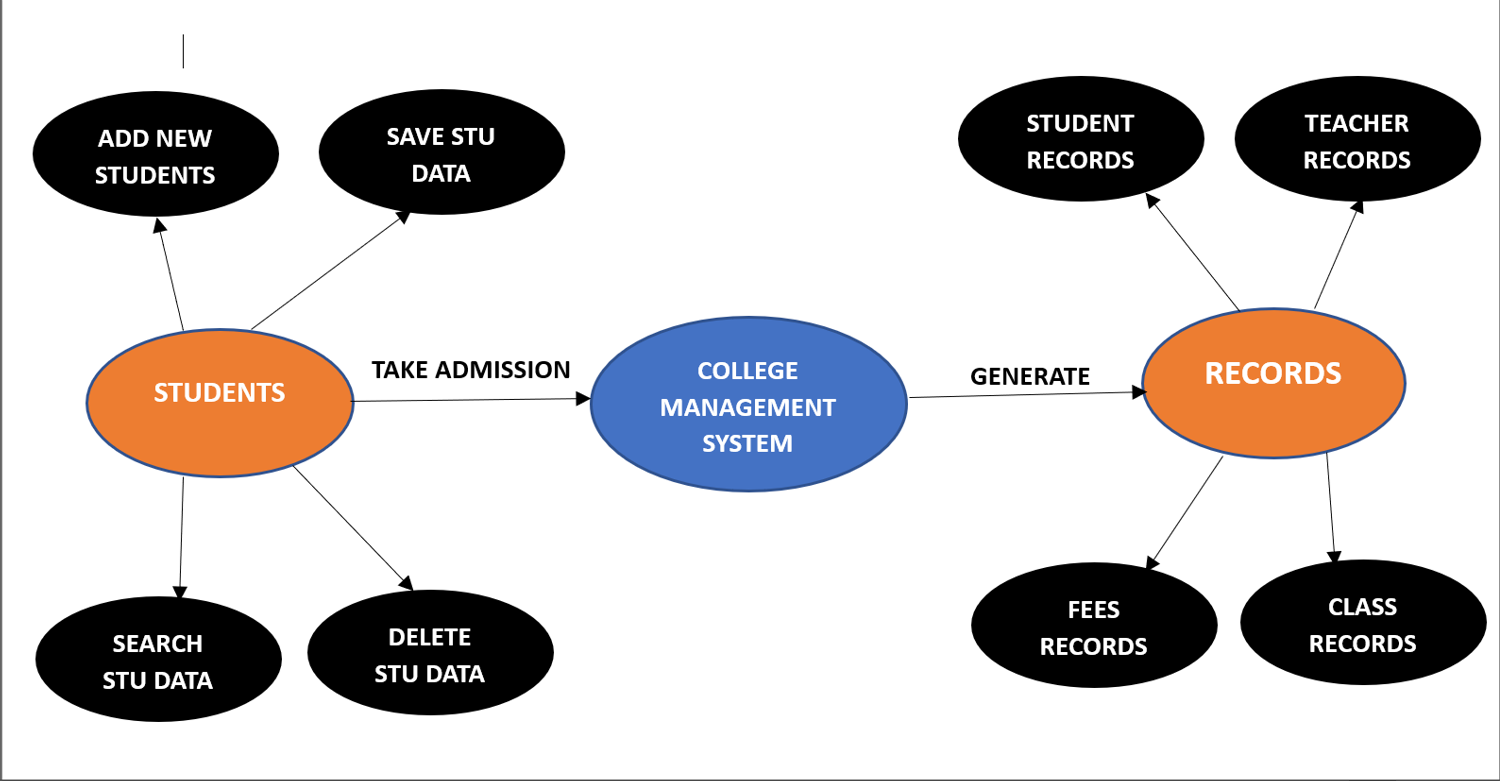 ADD NEW
STUDENTS
SAVE STU
DATA
STUDENT
RECORDS
TEACHER
RECORDS
STUDENTS
TAKE ADMISSION
COLLEGE
MANAGEMENT
SYSTEM
GENERATE
RECORDS
SEARCH
STU DATA
DELETE
STU DATA
FEES
RECORDS
CLASS
RECORDS